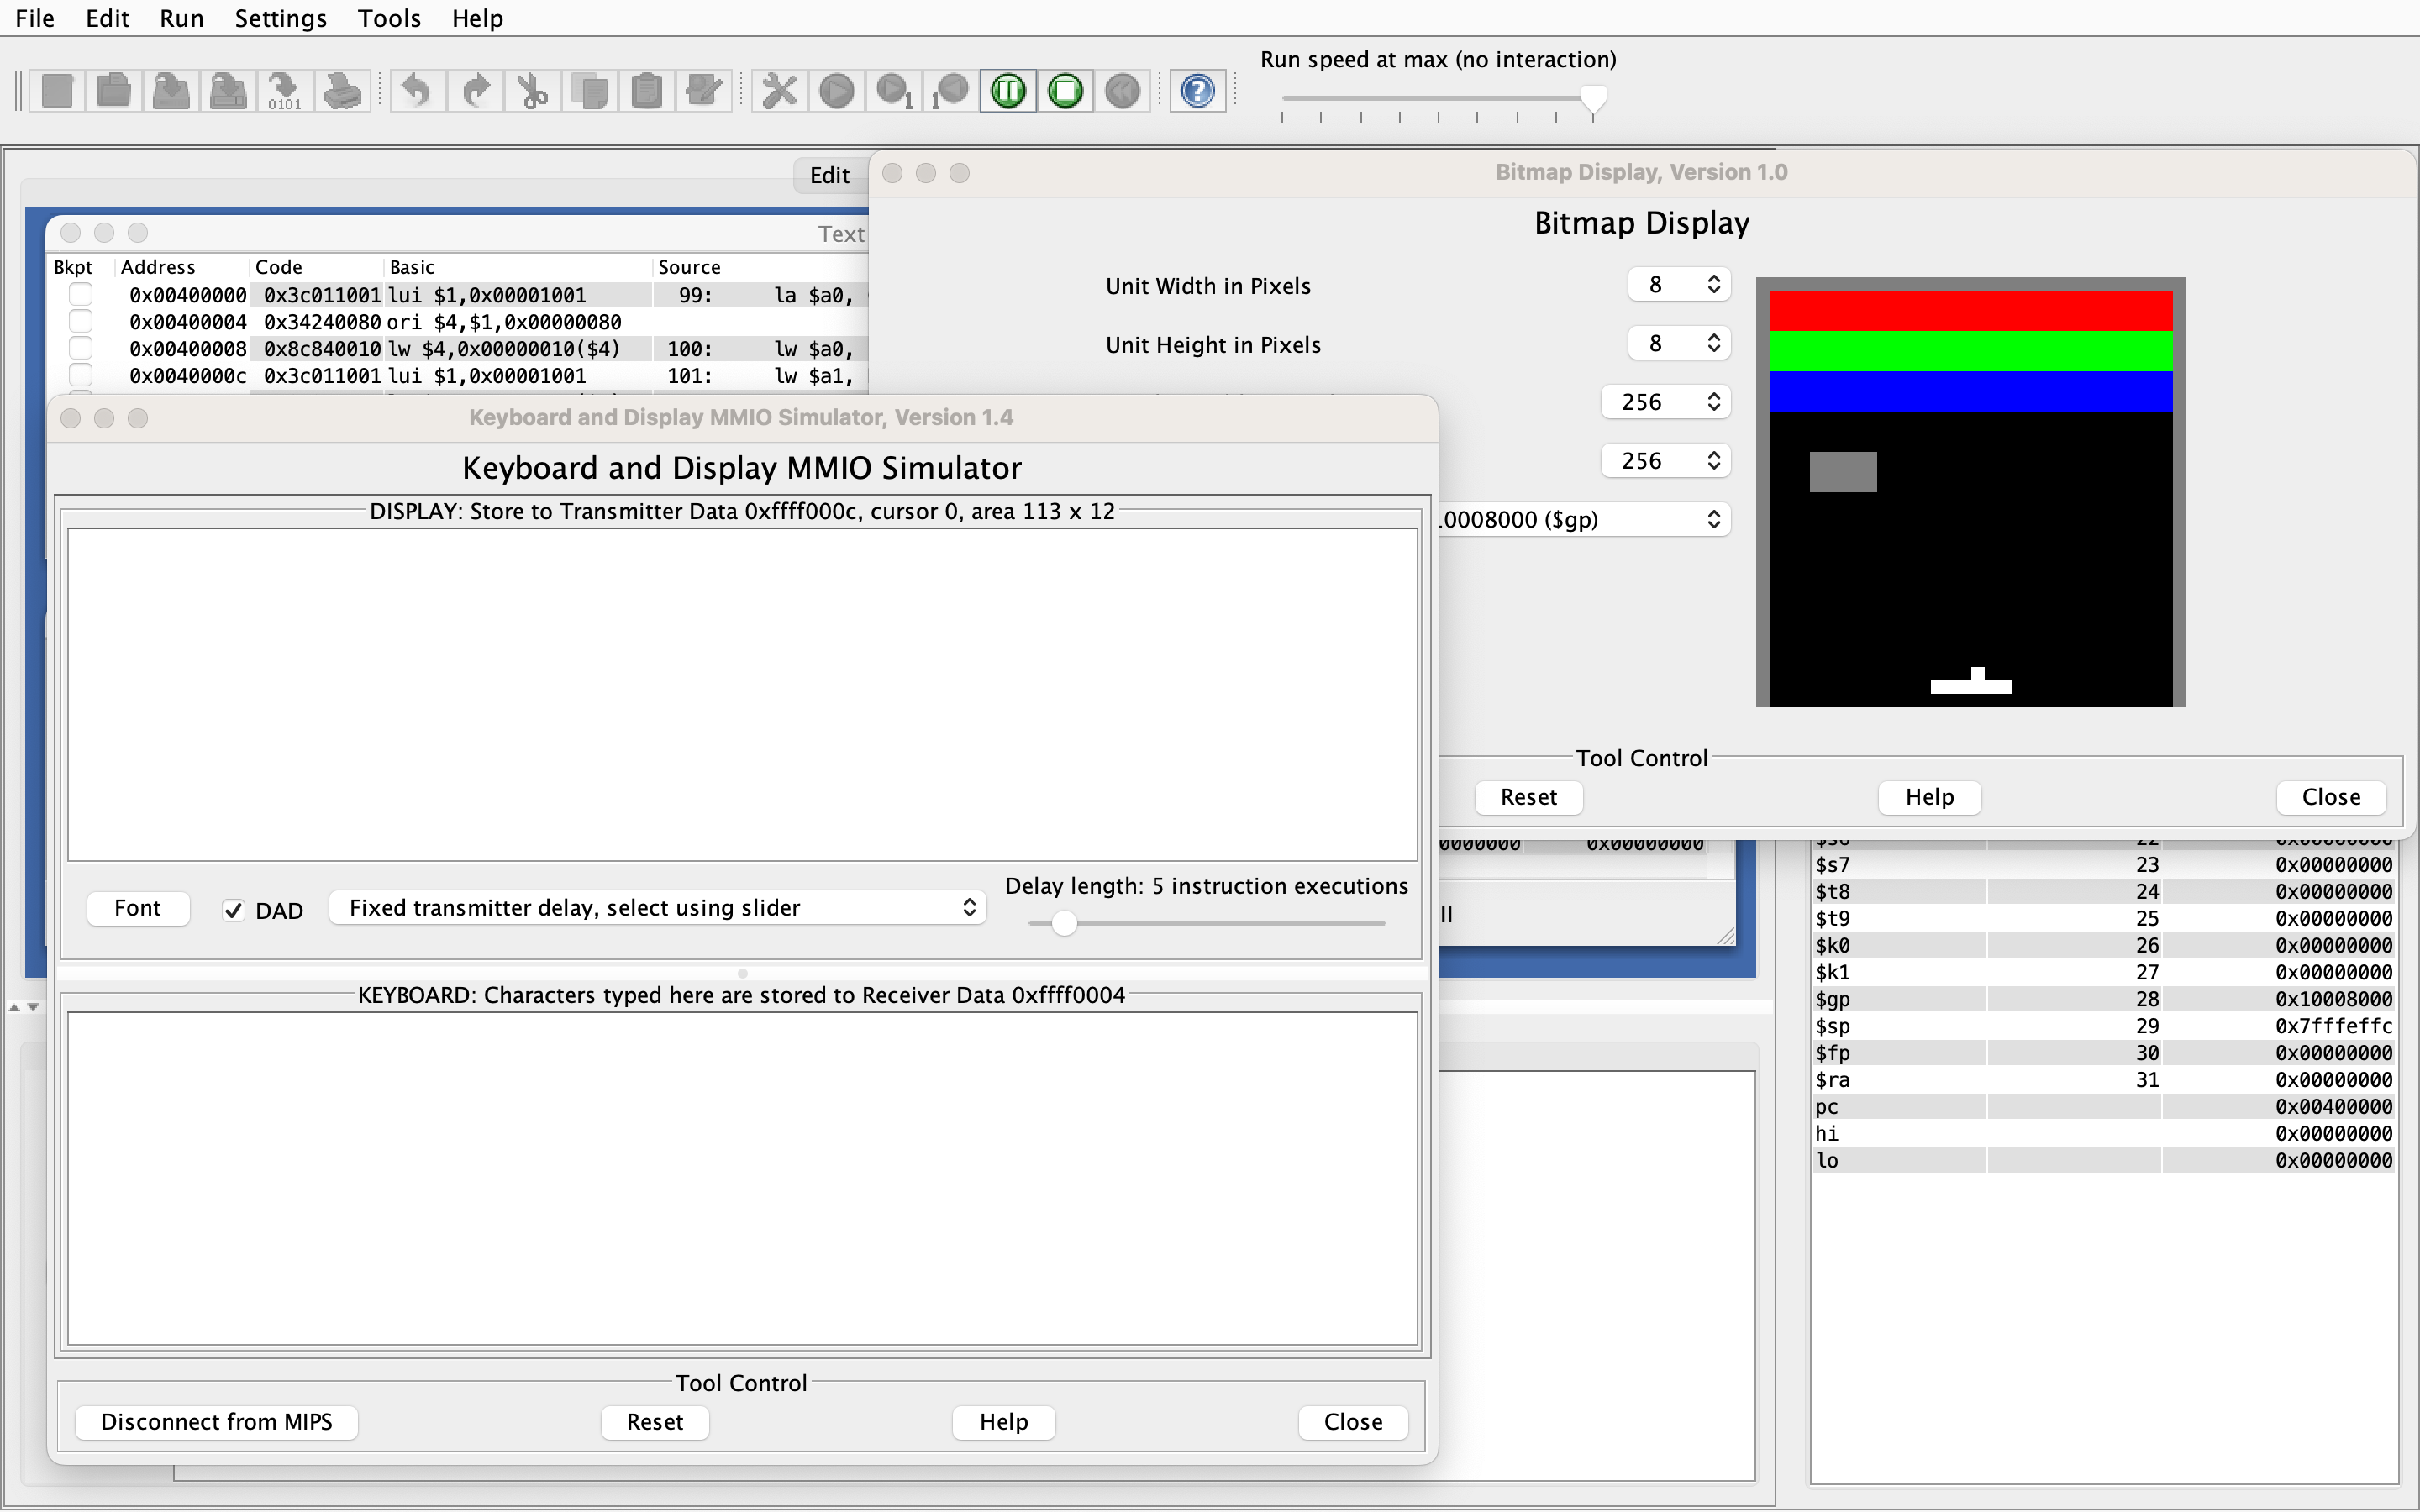 File Edit Run Settings Tools Help
Run speed at max (no interaction)
0101
1
1
Edit
Bitmap Display, Version 1.0
Bitmap Display
Text
Bkpt Address Code Basic Source
0x00400000 0x3c011001 lui $1,0x00001001 99: la $a0,
0x00400004 0x34240080 ori $4,$1,0x00000080
0x00400008 0x8c840010 lw $4,0x00000010($4) 100: lw $a0,
0x0040000c 0x3c011001 lui $1,0x00001001 101: lw $a1,
Unit Width in Pixels 8
Unit Height in Pixels 8
256
256
10008000 ($gp)
Tool Control
Reset Help Close
Keyboard and Display MMIO Simulator, Version 1.4
Keyboard and Display MMIO Simulator
DISPLAY: Store to Transmitter Data 0xffff000c, cursor 0, area 113 x 12
Font DAD Fixed transmitter delay, select using slider Delay length: 5 instruction executions
KEYBOARD: Characters typed here are stored to Receiver Data 0xffff0004
Tool Control
Disconnect from MIPS Reset Help Close
0000000 0x00000000
$s6 22 0x00000000
$s7 23 0x00000000
$t8 24 0x00000000
$t9 25 0x00000000
$k0 26 0x00000000
$k1 27 0x00000000
$gp 28 0x10008000
$sp 29 0x7fffeffc
$fp 30 0x00000000
$ra 31 0x00000000
pc 0x00400000
hi 0x00000000
lo 0x00000000